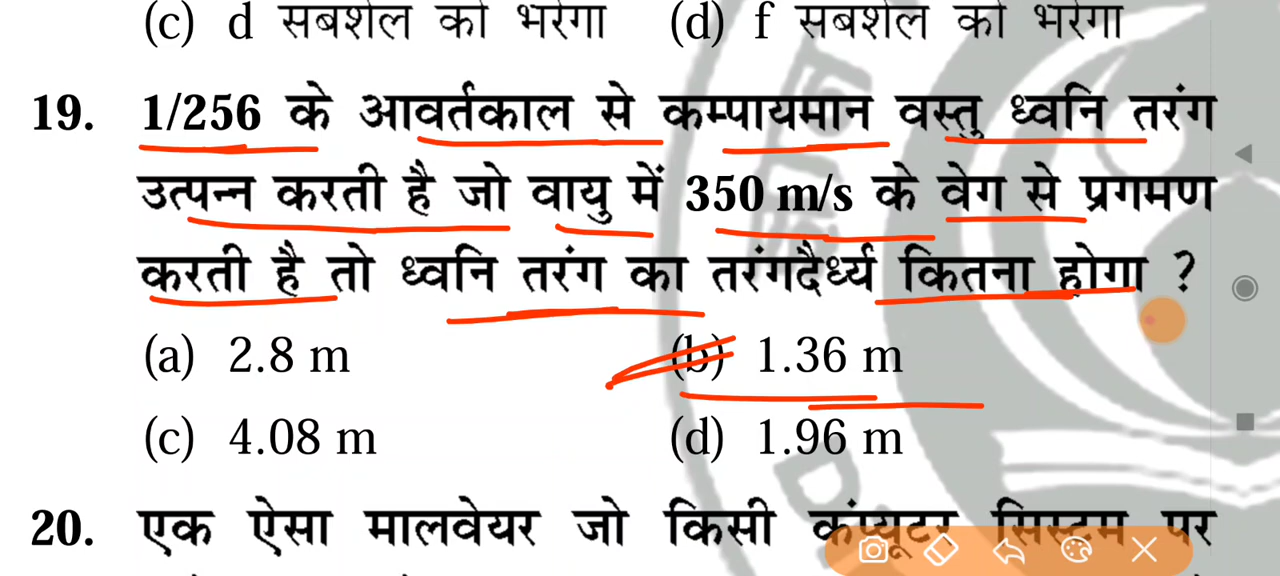 (c) d सबशेल को भरेगा (d) f सबशेल को भरेगा
19. 1/256 के आवर्तकाल से कम्पायमान वस्तु ध्वनि तरंग
उत्पन्न करती है जो वायु में 350 m/s के वेग से प्रगमण
करती है तो ध्वनि तरंग का तरंगदैर्ध्य कितना होगा ?
(a) 2.8 m (b) 1.36 m
(c) 4.08 m (d) 1.96 m
20. एक ऐसा मालवेयर जो किसी कंप्यूटर सिस्टम पर